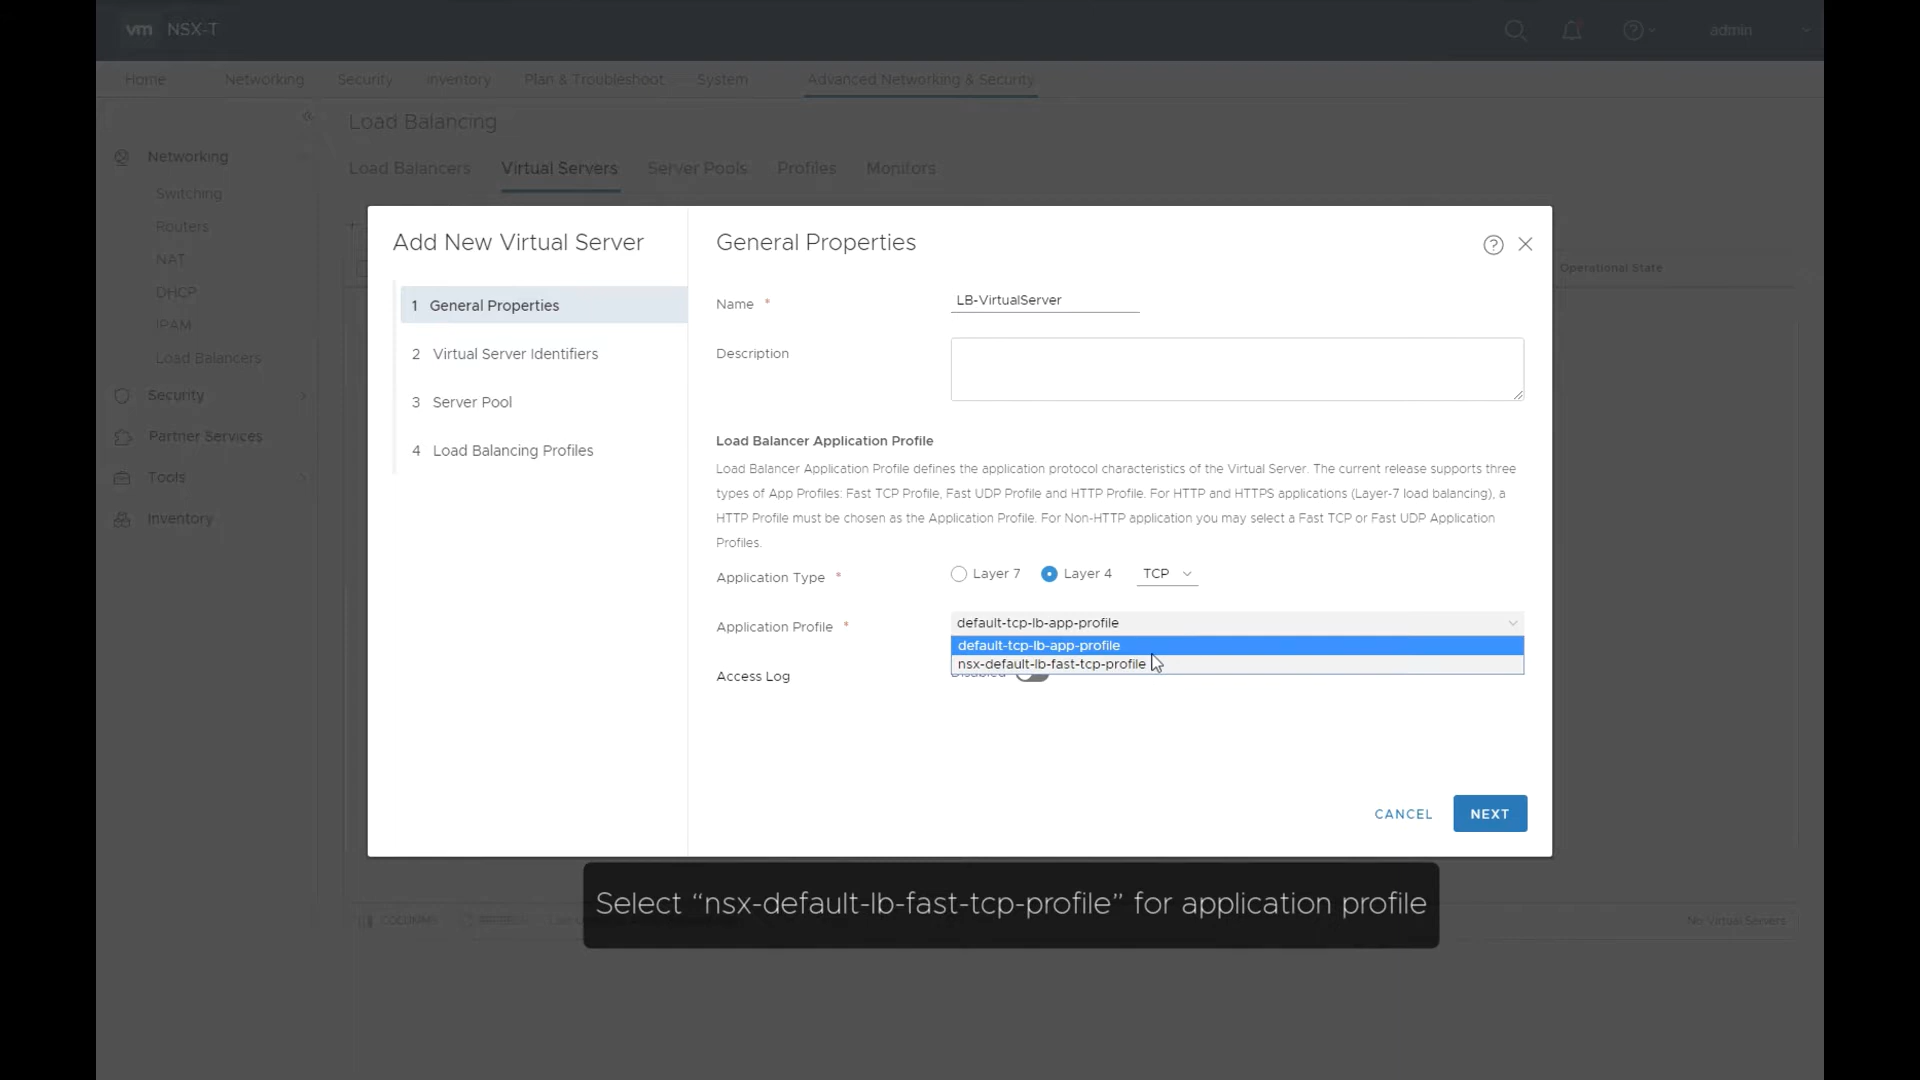 vm NSX-T
admin
Home Networking Security Inventory Plan & Troubleshoot System Advanced Networking & Security
Load Balancing
Networking
Switching
Routers
NAT
DHCP
IPAM
Load Balancers
Security
Partner Services
Tools
Inventory
Load Balancers Virtual Servers Server Pools Profiles Monitors
Operational State
Add New Virtual Server
1 General Properties
2 Virtual Server Identifiers
3 Server Pool
4 Load Balancing Profiles
General Properties
Name * LB-VirtualServer
Description
Load Balancer Application Profile
Load Balancer Application Profile defines the application protocol characteristics of the Virtual Server. The current release supports three
types of App Profiles: Fast TCP Profile, Fast UDP Profile and HTTP Profile. For HTTP and HTTPS applications (Layer-7 load balancing), a
HTTP Profile must be chosen as the Application Profile. For Non-HTTP application you may select a Fast TCP or Fast UDP Application
Profiles.
Application Type * Layer 7 Layer 4 TCP
Application Profile * default-tcp-lb-app-profile
default-tcp-lb-app-profile
nsx-default-lb-fast-tcp-profile
Access Log Disabled
CANCEL NEXT
COLUMNS
No Virtual Servers
Select “nsx-default-lb-fast-tcp-profile” for application profile